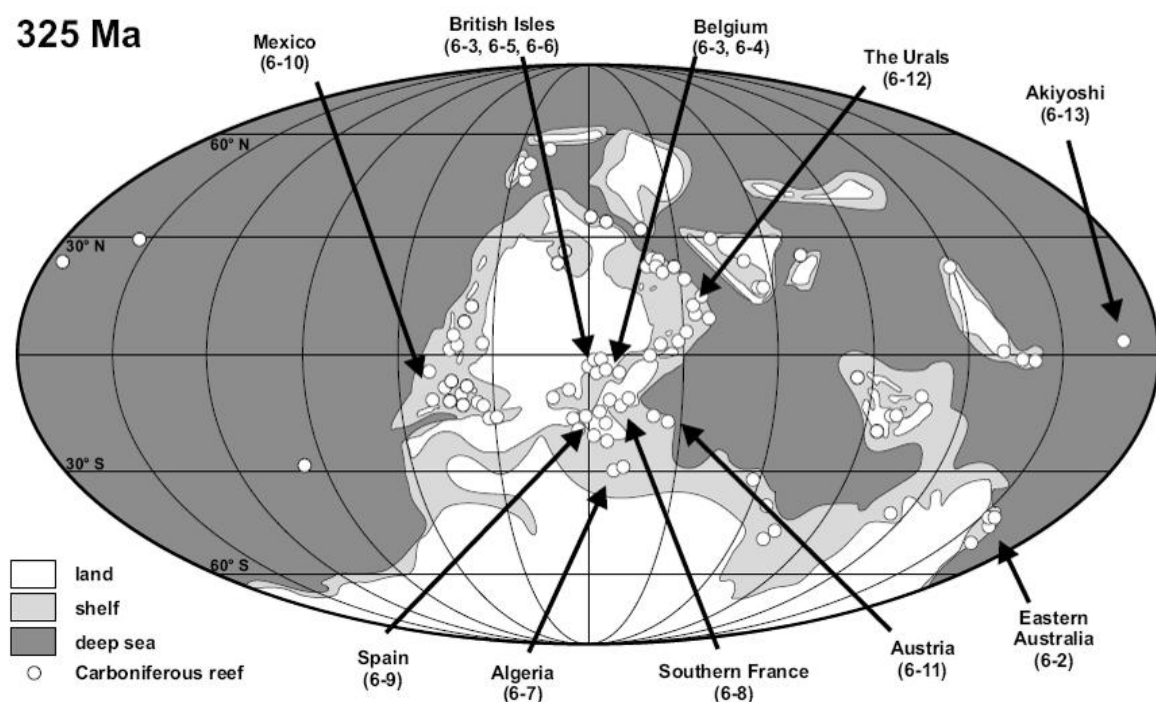 325 Ma
Mexico
(6-10)
British Isles
(6-3, 6-5, 6-6)
Belgium
(6-3, 6-4)
The Urals
(6-12)
Akiyoshi
(6-13)
60° N
30° N
30° S
60° S
land
shelf
deep sea
Carboniferous reef
Spain
(6-9)
Algeria
(6-7)
Southern France
(6-8)
Austria
(6-11)
Eastern
Australia
(6-2)